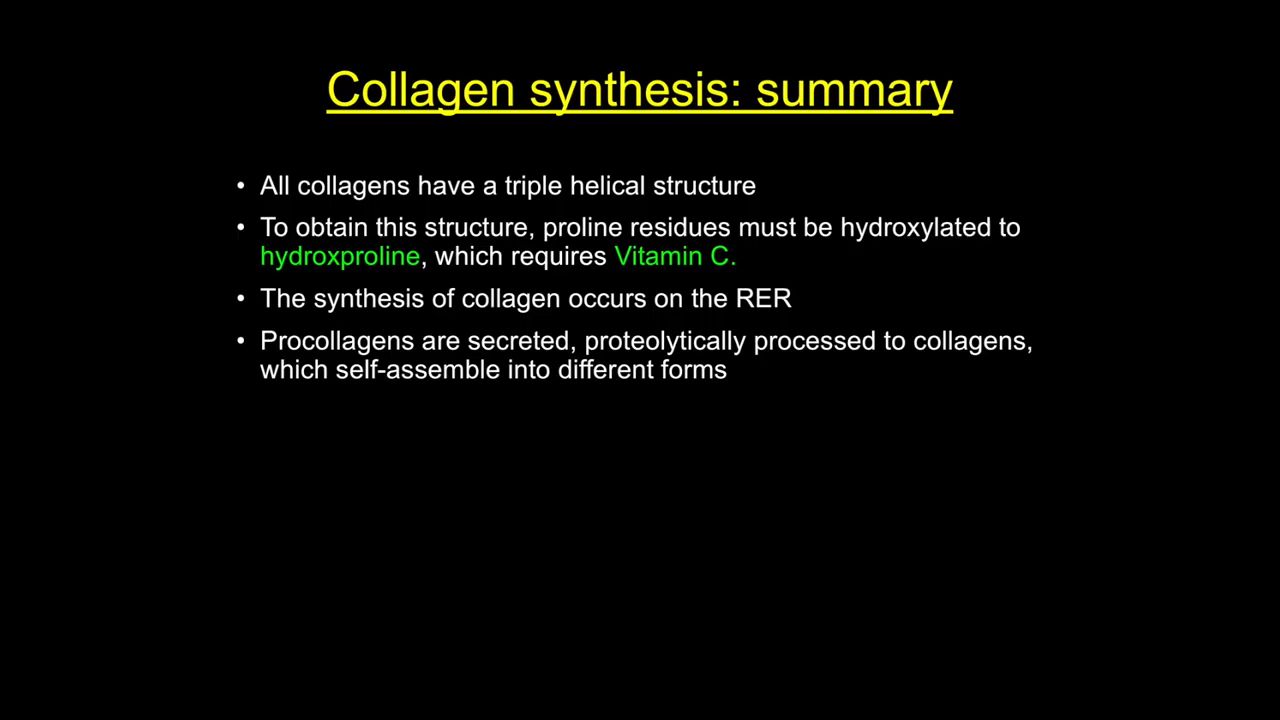 Collagen synthesis: summary
• All collagens have a triple helical structure
• To obtain this structure, proline residues must be hydroxylated to
hydroxproline, which requires Vitamin C.
• The synthesis of collagen occurs on the RER
• Procollagens are secreted, proteolytically processed to collagens,
which self-assemble into different forms